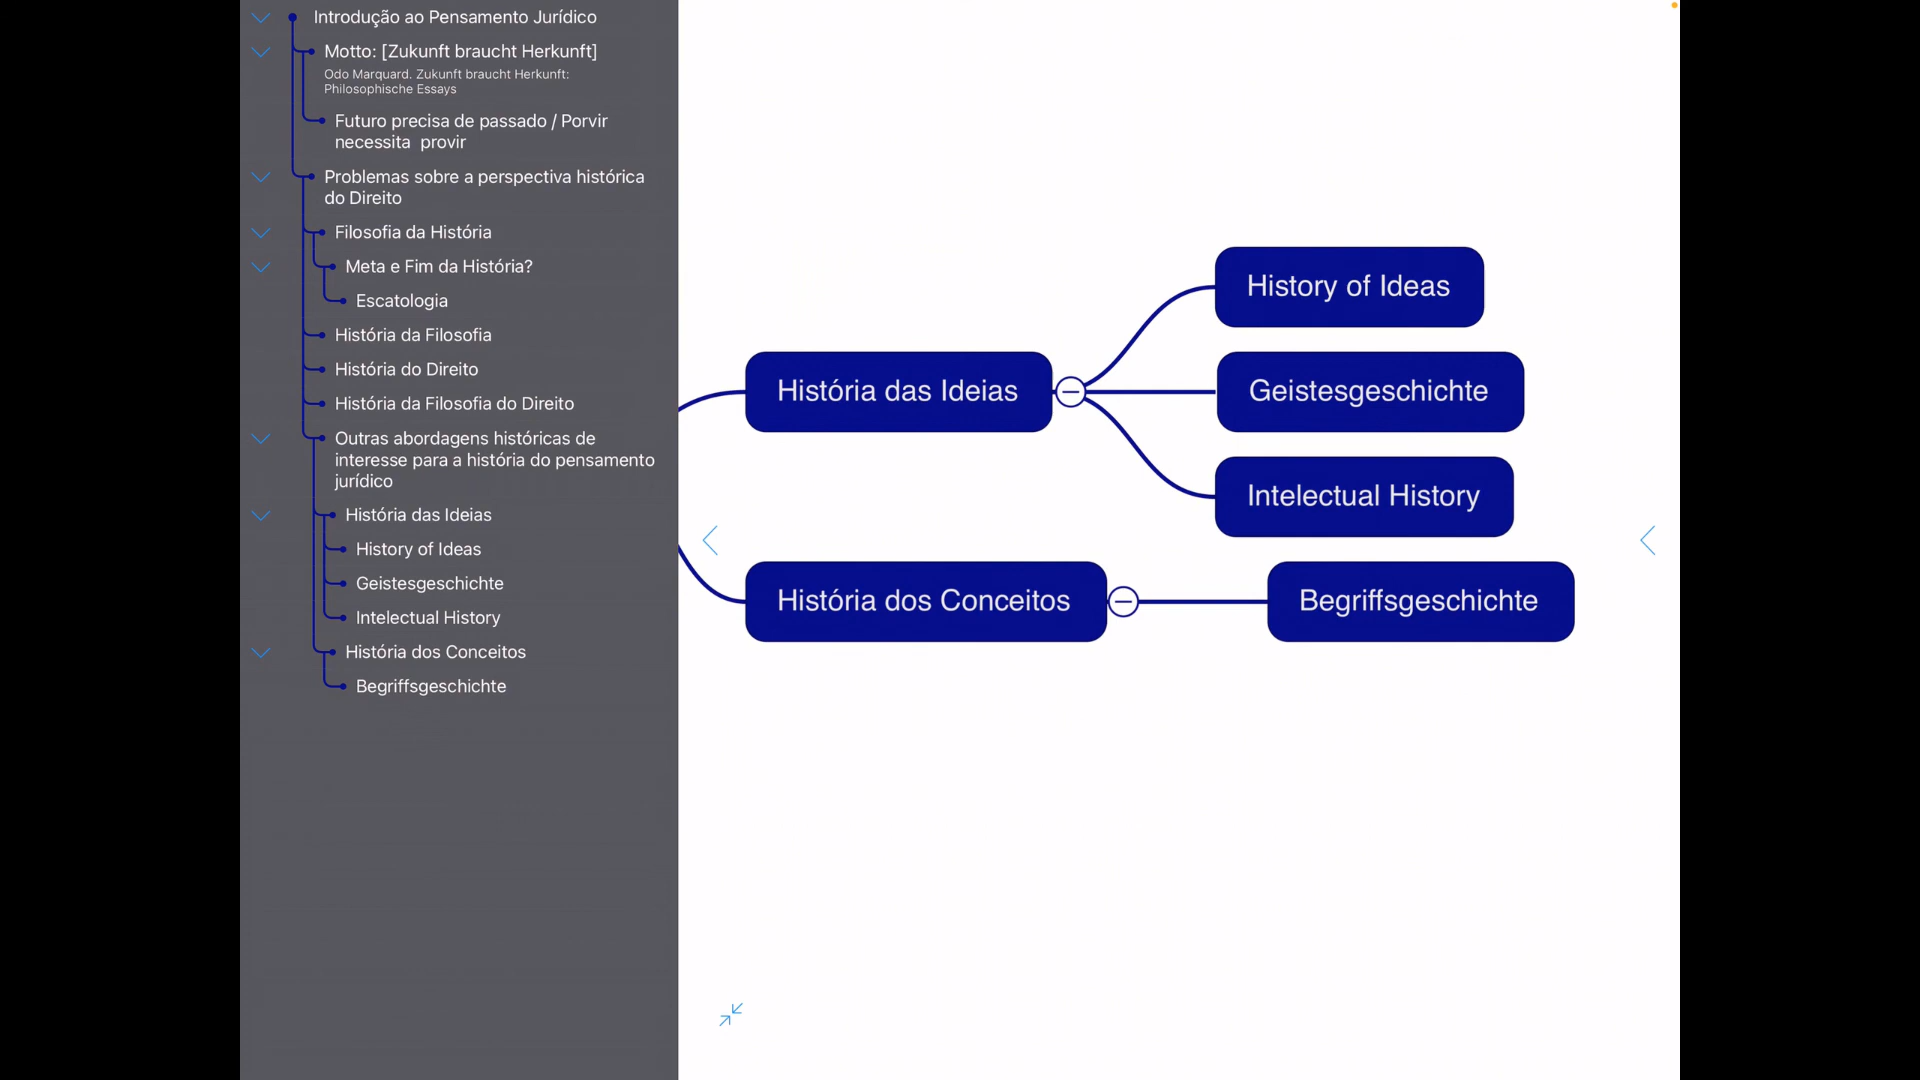 Introdução ao Pensamento Jurídico
Motto: [Zukunft braucht Herkunft]
Odo Marquard. Zukunft braucht Herkunft:
Philosophische Essays
Futuro precisa de passado / Porvir
necessita  provir
Problemas sobre a perspectiva histórica
do Direito
Filosofia da História
Meta e Fim da História?
Escatologia
História da Filosofia
História do Direito
História da Filosofia do Direito
Outras abordagens históricas de
interesse para a história do pensamento
jurídico
História das Ideias
History of Ideas
Geistesgeschichte
Intelectual History
História dos Conceitos
Begriffsgeschichte
História das Ideias
History of Ideas
Geistesgeschichte
Intelectual History
História dos Conceitos
Begriffsgeschichte